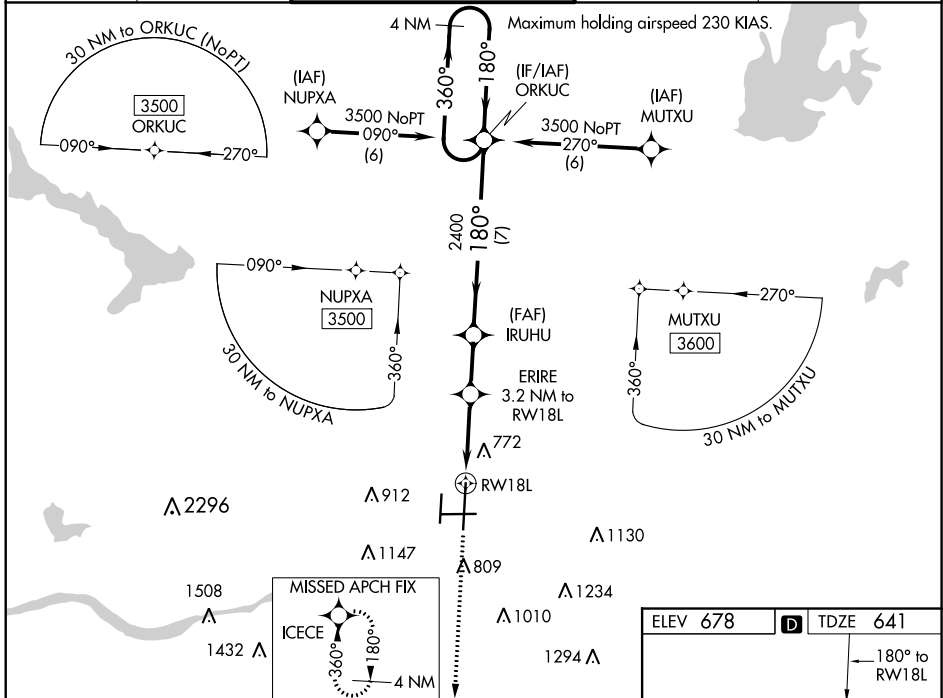 4 NM
Maximum holding airspeed 230 KIAS.
30 NM to ORKUC (NoPT)
3500
ORKUC
090°
270°
(IAF)
NUPXA
3500 NoPT
090°
(6)
360°
180°
(IF/IAF)
ORKUC
3500 NoPT
270°
(6)
(IAF)
MUTXU
2400
180°
(7)
090°
NUPXA
3500
360°
30 NM to NUPXA
(FAF)
IRUHU
ERIRE
3.2 NM to
RW18L
270°
MUTXU
3600
360°
30 NM to MUTXU
772
RW18L
2296
912
1147
809
1130
1234
1010
1294
1508
1432
MISSED APCH FIX
ICECE
360°
180°
4 NM
ELEV 678
D
TDZE 641
180° to
RW18L